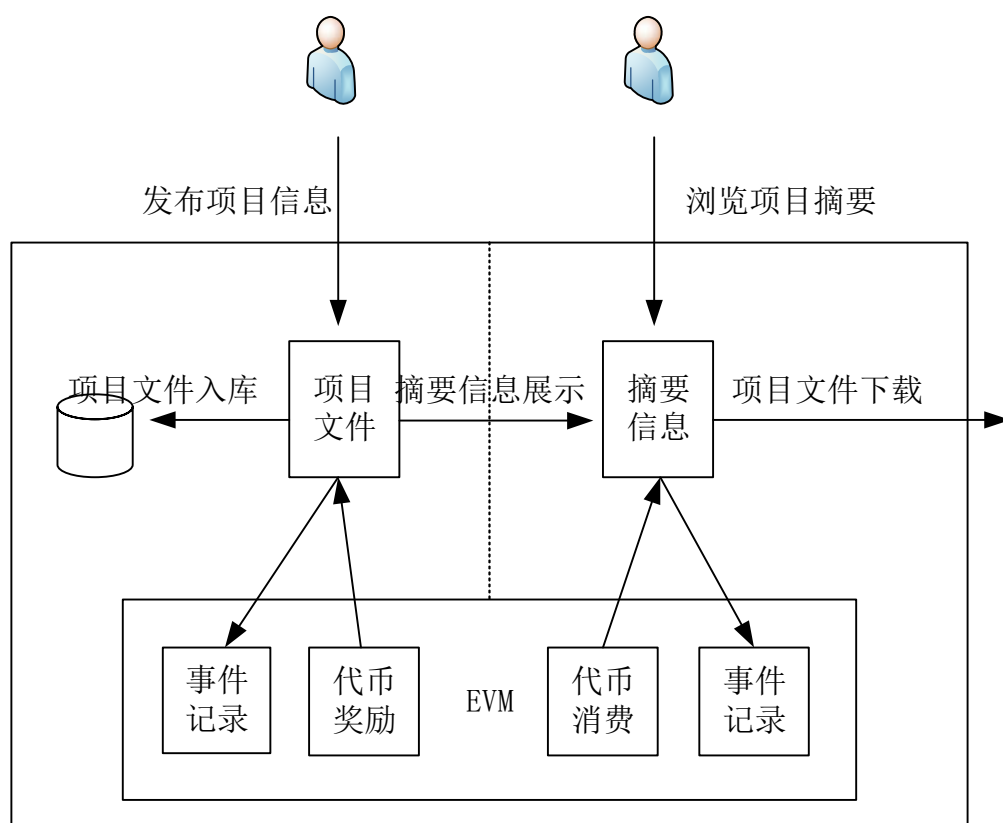 发布项目信息
浏览项目摘要
项目文件入库
项目
文件
摘要信息展示
摘要
信息
项目文件下载
事件
记录
代币
奖励
EVM
代币
消费
事件
记录